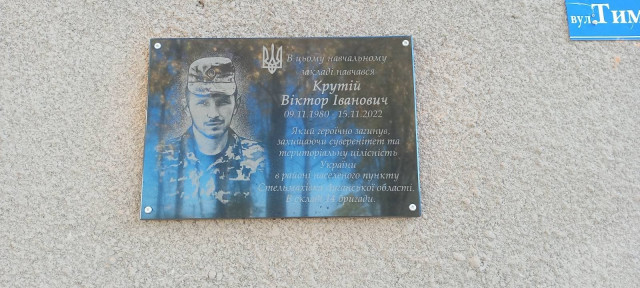 В цьому навчальному
закладі навчався
Крутій
Віктор Іванович
09.11.1980 15.11.2022
Який героїчно загинув,
захищаючи суверенітет та
територіальну цілісність
України
в районі населеного пункту
Стельмахівка Луганської області.
В складі 14 бригади.
вул.Тим